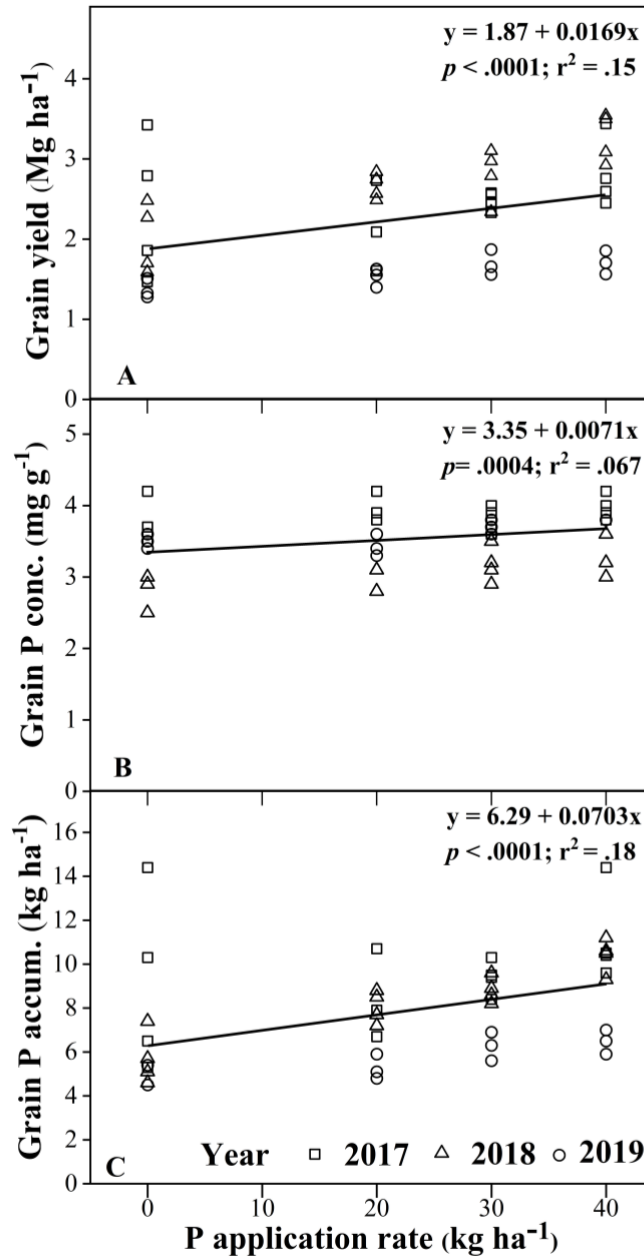 y = 1.87 + 0.0169x
p < .0001; r² = .15
Grain yield (Mg ha⁻¹)
4
3
2
1
0
A
y = 3.35 + 0.0071x
p= .0004; r² = .067
Grain P conc. (mg g⁻¹)
5
4
3
2
1
0
B
y = 6.29 + 0.0703x
p < .0001; r² = .18
Grain P accum. (kg ha⁻¹)
16
14
12
10
8
6
4
2
0
C
Year 2017 2018 2019
0 10 20 30 40
P application rate (kg ha⁻¹)